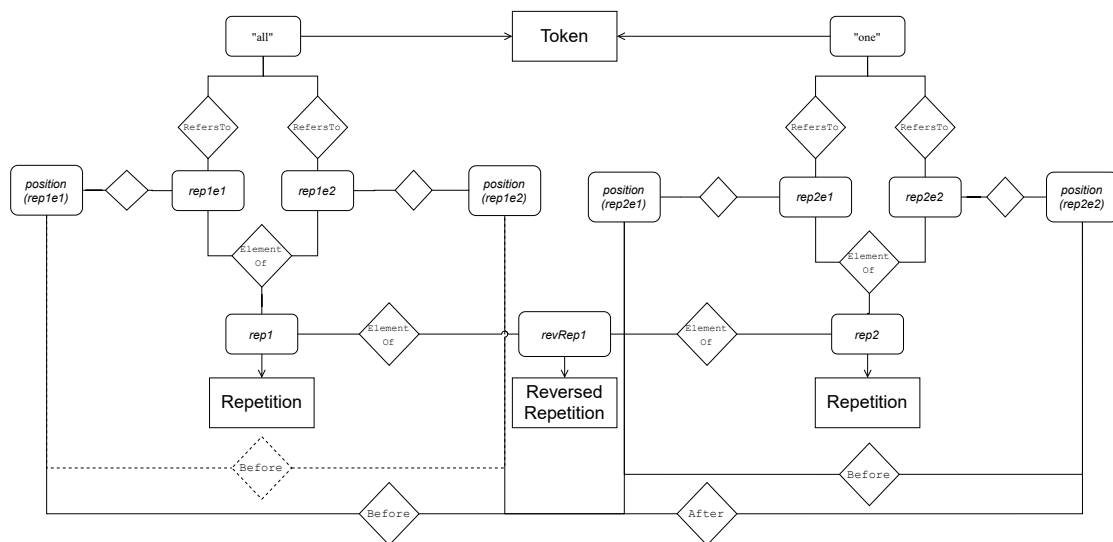 "all"
Token
"one"
RefersTo
RefersTo
RefersTo
RefersTo
position
(rep1e1)
rep1e1
rep1e2
position
(rep1e2)
position
(rep2e1)
rep2e1
rep2e2
position
(rep2e2)
Element
Of
Element
Of
rep1
Element
Of
revRep1
Element
Of
rep2
Repetition
Reversed
Repetition
Repetition
Before
Before
Before
After